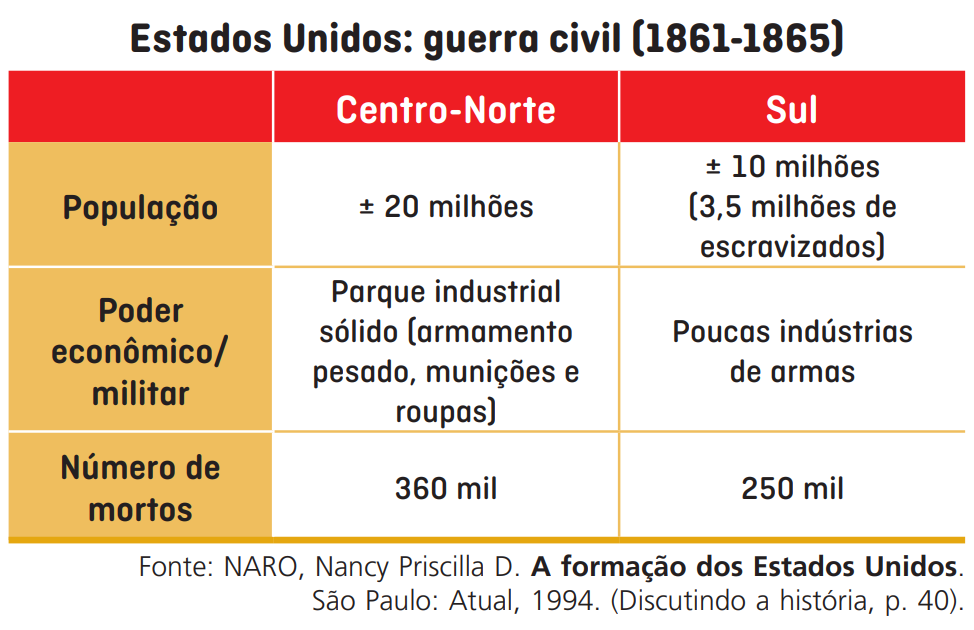 Estados Unidos: guerra civil (1861-1865)
Centro-Norte
Sul
População
± 20 milhões
± 10 milhões
(3,5 milhões de
escravizados)
Poder
econômico/
militar
Parque industrial
sólido (armamento
pesado, munições e
roupas)
Poucas indústrias
de armas
Número de
mortos
360 mil
250 mil
Fonte: NARO, Nancy Priscilla D. A formação dos Estados Unidos.
São Paulo: Atual, 1994. (Discutindo a história, p. 40).